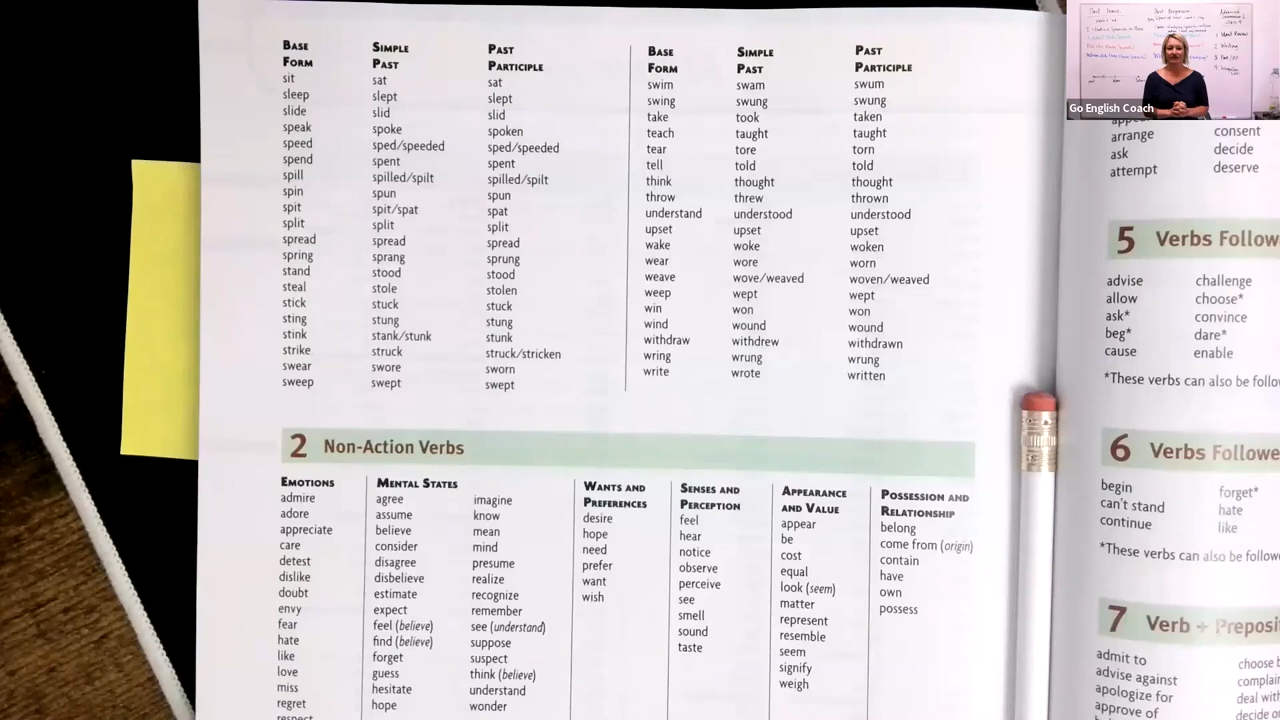 BASE FORM SIMPLE PAST PAST PARTICIPLE
sit sat sat
sleep slept slept
slide slid slid
speak spoke spoken
speed sped/speeded sped/speeded
spend spent spent
spill spilled/spilt spilled/spilt
spin spun spun
spit spit/spat spat
split split split
spread spread spread
spring sprang sprung
stand stood stood
steal stole stolen
stick stuck stuck
sting stung stung
stink stank/stunk stunk
strike struck struck/stricken
swear swore sworn
sweep swept swept
BASE FORM SIMPLE PAST PAST PARTICIPLE
swim swam swum
swing swung swung
take took taken
teach taught taught
tear tore torn
tell told told
think thought thought
throw threw thrown
understand understood understood
upset upset upset
wake woke woken
wear wore worn
weave wove/weaved woven/weaved
weep wept wept
win won won
wind wound wound
withdraw withdrew withdrawn
wring wrung wrung
write wrote written
2 Non-Action Verbs
EMOTIONS
admire
adore
appreciate
care
detest
dislike
doubt
envy
fear
hate
like
love
miss
regret
respect
MENTAL STATES
agree imagine
assume know
believe mean
consider mind
disagree presume
disbelieve realize
estimate recognize
expect remember
feel (believe) see (understand)
find (believe) suppose
forget suspect
guess think (believe)
hesitate understand
hope wonder
WANTS AND
PREFERENCES
desire
hope
need
prefer
want
wish
SENSES AND
PERCEPTION
feel
hear
notice
observe
perceive
see
smell
sound
taste
APPEARANCE
AND VALUE
appear
be
cost
equal
look (seem)
matter
represent
resemble
seem
signify
weigh
POSSESSION AND
RELATIONSHIP
belong
come from (origin)
contain
have
own
possess
Go English Coach
arrange consent
ask decide
attempt deserve
5 Verbs Follow
advise challenge
allow choose*
ask* convince
beg* dare*
cause enable
*These verbs can also be follo
6 Verbs Followe
begin forget*
can't stand hate
continue like
*These verbs can also be follow
7 Verb + Preposit
admit to choose b
advise against complai
apologize for deal with
approve of decide o